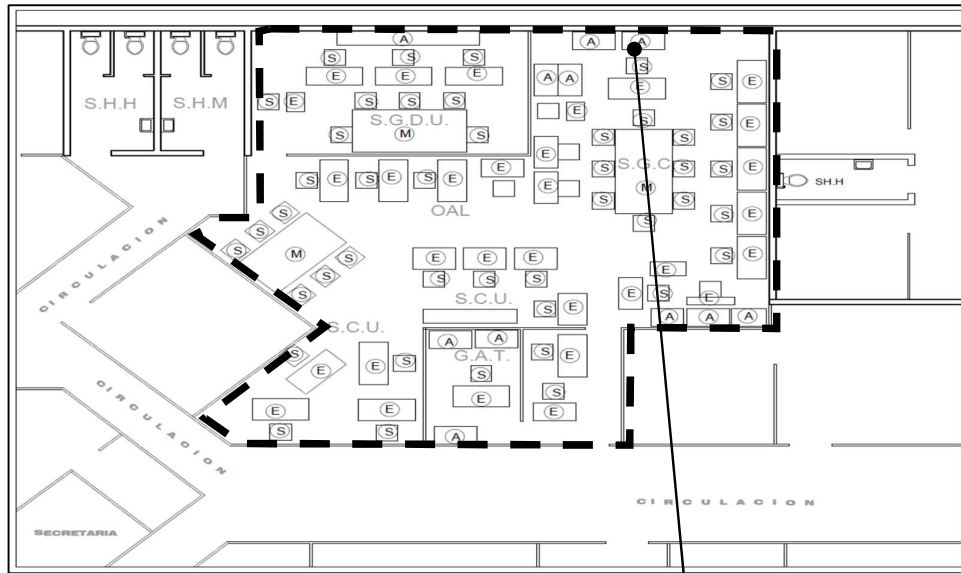 A A A
S S S S
E E E A A E S
S.H.H S.H.M S E S S S S E
S.G.D.U. S S E
S M S S S
E S.G.C.
E S S S E
S E S E S E E SH.H
E M
OAL S S
S S S E
CIRCULACION S M
S E E E S E
S S S S E
S S.C.U. E S E
S E
S.C.U. A A A
A A
S G.A.T. S E
E E S S
CIRCULACION E E E S E
S S A
CIRCULACION
SECRETARIA